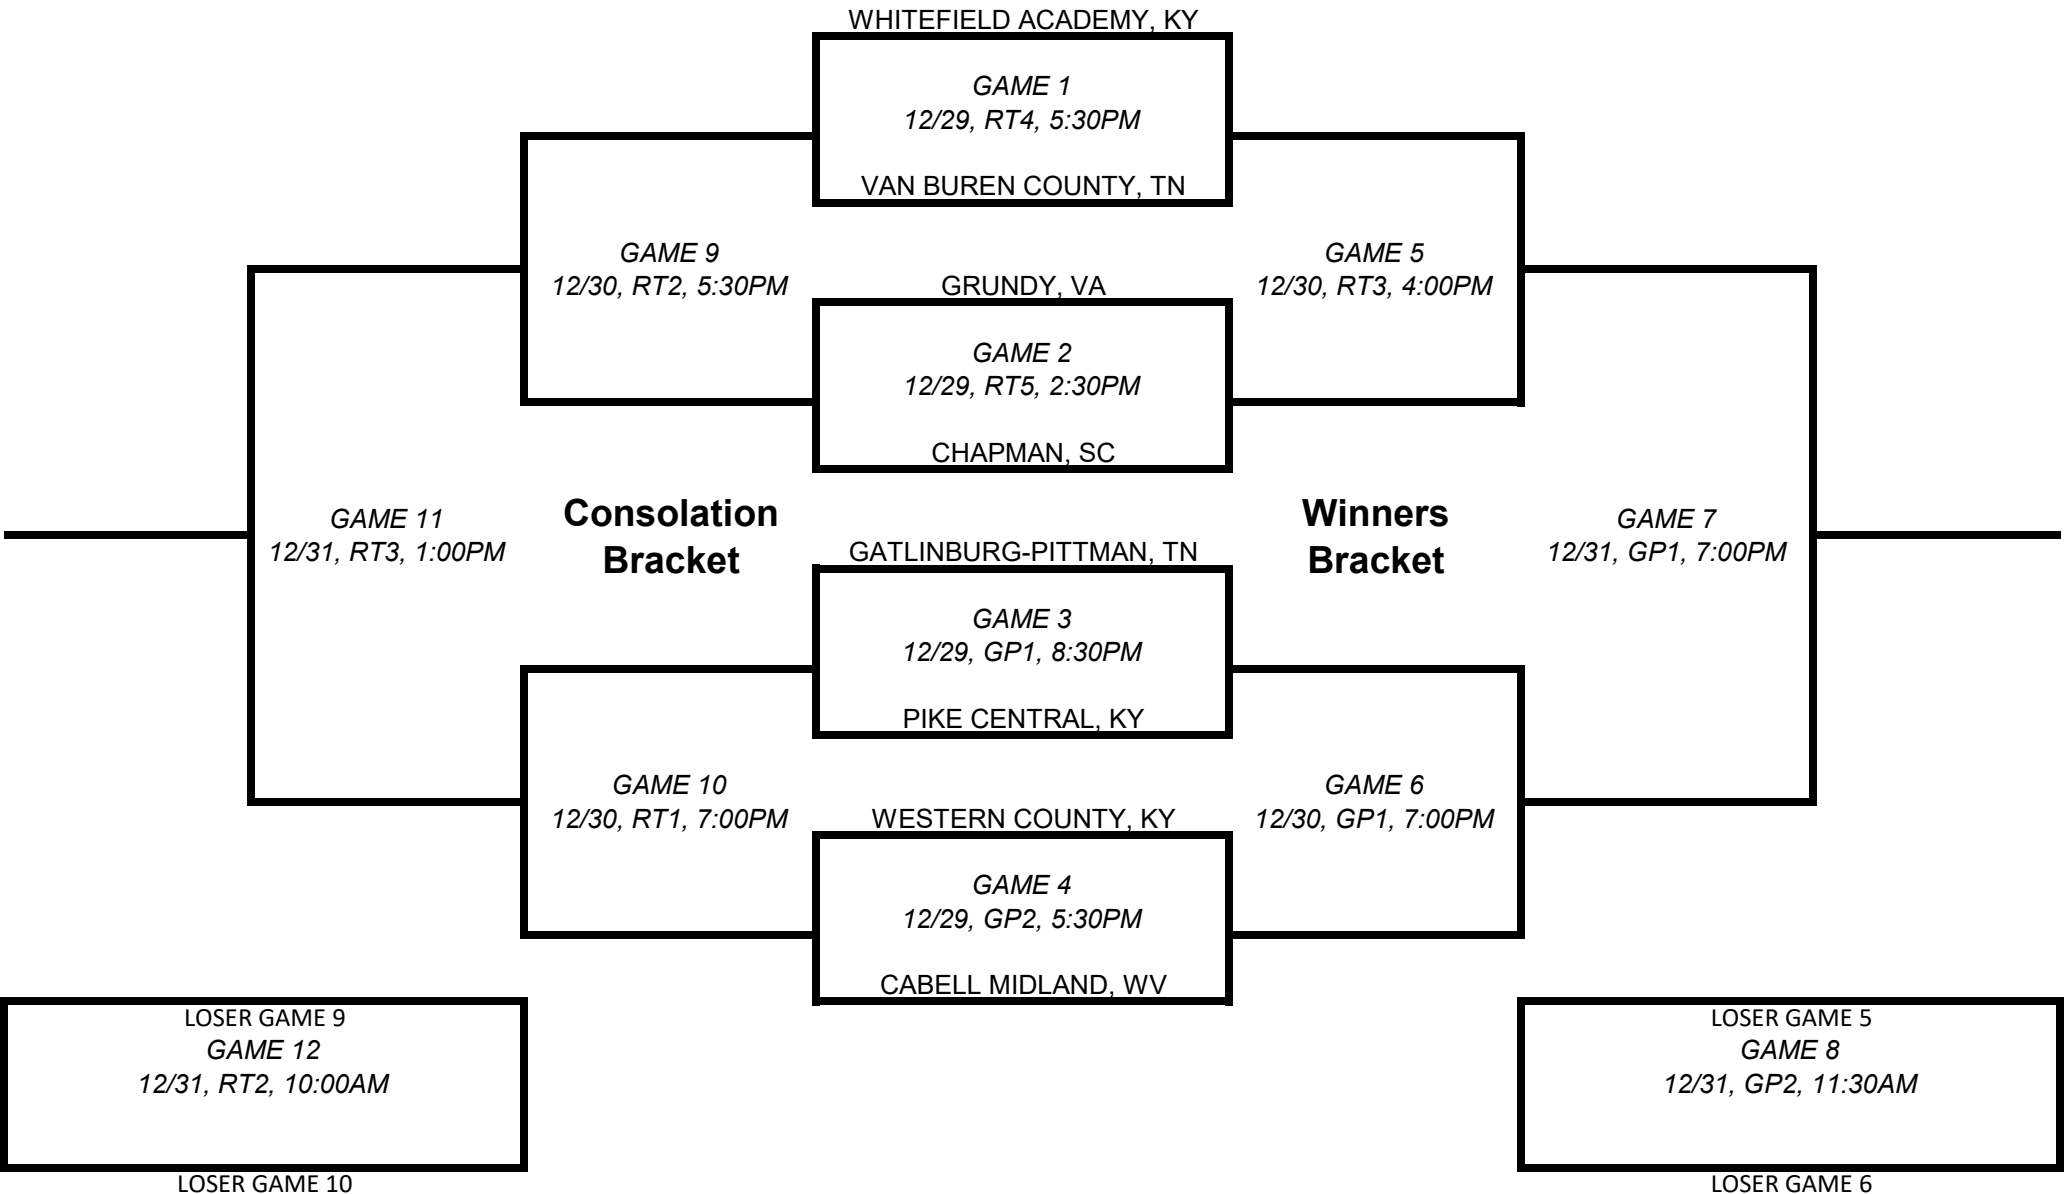 WHITEFIELD ACADEMY, KY
GAME 1
12/29, RT4, 5:30PM
VAN BUREN COUNTY, TN
GAME 9
12/30, RT2, 5:30PM
GAME 5
12/30, RT3, 4:00PM
GRUNDY, VA
GAME 2
12/29, RT5, 2:30PM
CHAPMAN, SC
GAME 11
12/31, RT3, 1:00PM
Consolation
Bracket
Winners
Bracket
GAME 7
12/31, GP1, 7:00PM
GATLINBURG-PITTMAN, TN
GAME 3
12/29, GP1, 8:30PM
PIKE CENTRAL, KY
GAME 10
12/30, RT1, 7:00PM
GAME 6
12/30, GP1, 7:00PM
WESTERN COUNTY, KY
GAME 4
12/29, GP2, 5:30PM
CABELL MIDLAND, WV
LOSER GAME 9
GAME 12
12/31, RT2, 10:00AM
LOSER GAME 10
LOSER GAME 5
GAME 8
12/31, GP2, 11:30AM
LOSER GAME 6